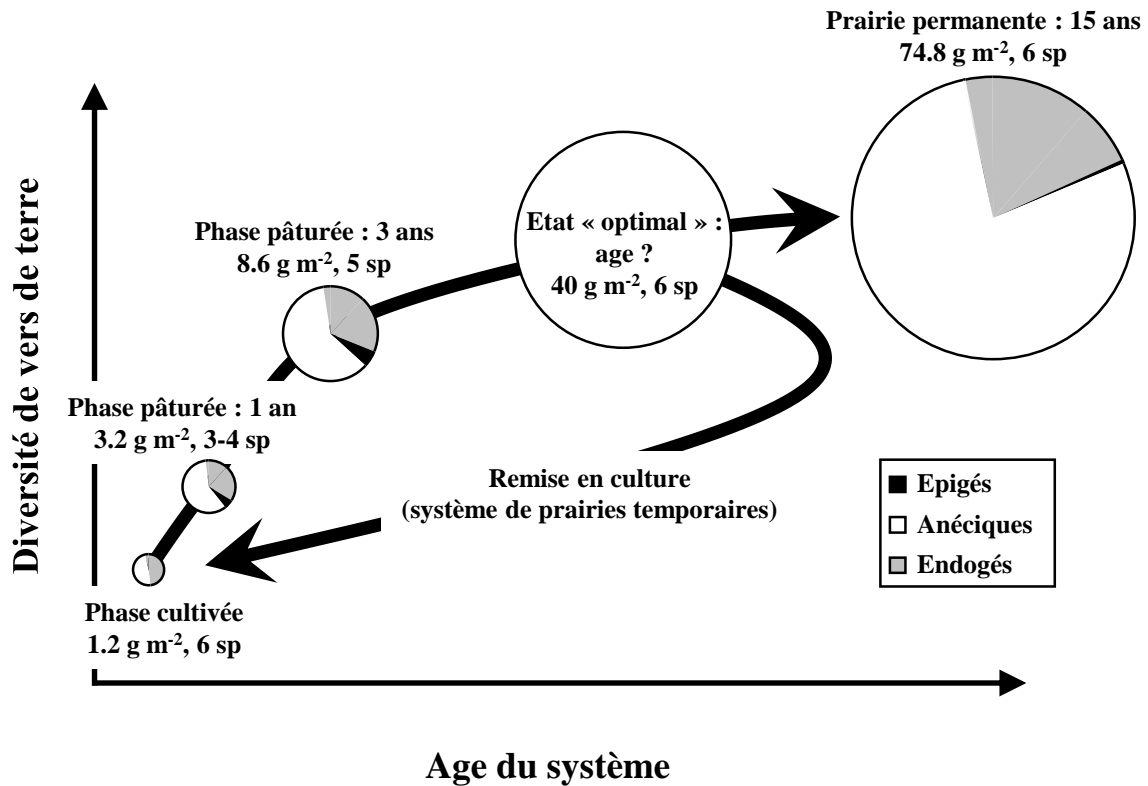 Prairie permanente : 15 ans
74.8 g m-2, 6 sp
Diversité de vers de terre
Phase pâturée : 3 ans
8.6 g m-2, 5 sp
Etat « optimal » :
age ?
40 g m-2, 6 sp
Phase pâturée : 1 an
3.2 g m-2, 3-4 sp
Remise en culture
(système de prairies temporaires)
Epigés
Anéciques
Endogés
Phase cultivée
1.2 g m-2, 6 sp
Age du système